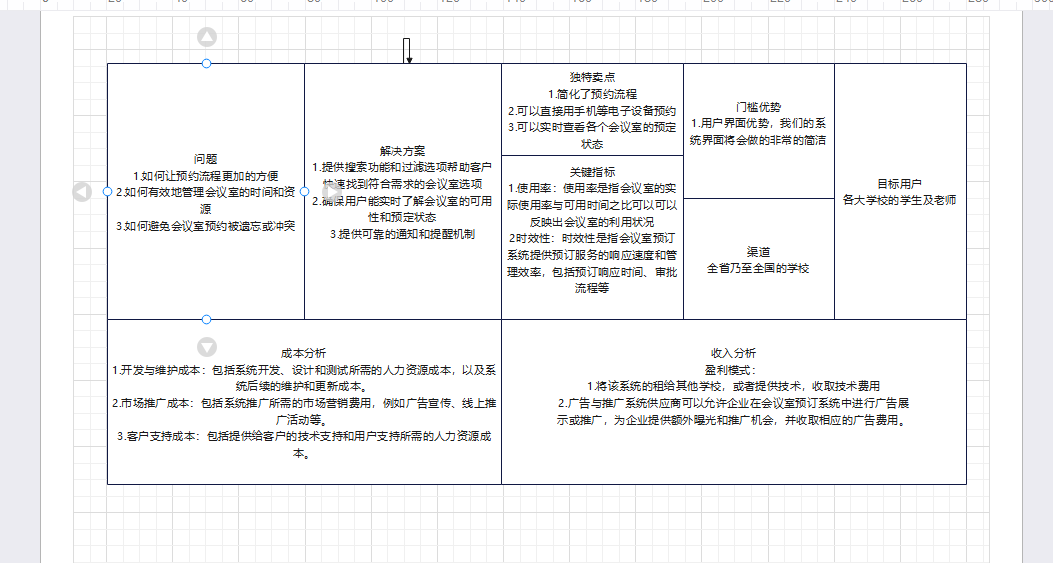 问题
1.如何让预约流程更加的方便
2.如何有效地管理会议室的时间和资
源
3.如何避免会议室预约被遗忘或冲突
解决方案
1.提供搜索功能和过滤选项帮助客户
快速找到符合需求的会议室选项
2.确保用户能实时了解会议室的可用
性和预定状态
3.提供可靠的通知和提醒机制
独特卖点
1.简化了预约流程
2.可以直接用手机等电子设备预约
3.可以实时查看各个会议室的预定
状态
关键指标
1.使用率：使用率是指会议室的实
际使用率与可用时间之比可以可以
反映出会议室的利用状况
2时效性：时效性是指会议室预订
系统提供预订服务的响应速度和管
理效率，包括预订响应时间、审批
流程等
门槛优势
1.用户界面优势，我们的系
统界面将会做的非常的简洁
渠道
全省乃至全国的学校
目标用户
各大学校的学生及老师
成本分析
1.开发与维护成本：包括系统开发、设计和测试所需的人力资源成本，以及系
统后续的维护和更新成本。
2.市场推广成本：包括系统推广所需的市场营销费用，例如广告宣传、线上推
广活动等。
3.客户支持成本：包括提供给客户的技术支持和用户支持所需的人力资源成
本。
收入分析
盈利模式：
1.将该系统的租给其他学校，或者提供技术，收取技术费用
2.广告与推广系统供应商可以允许企业在会议室预订系统中进行广告展
示或推广，为企业提供额外曝光和推广机会，并收取相应的广告费用。